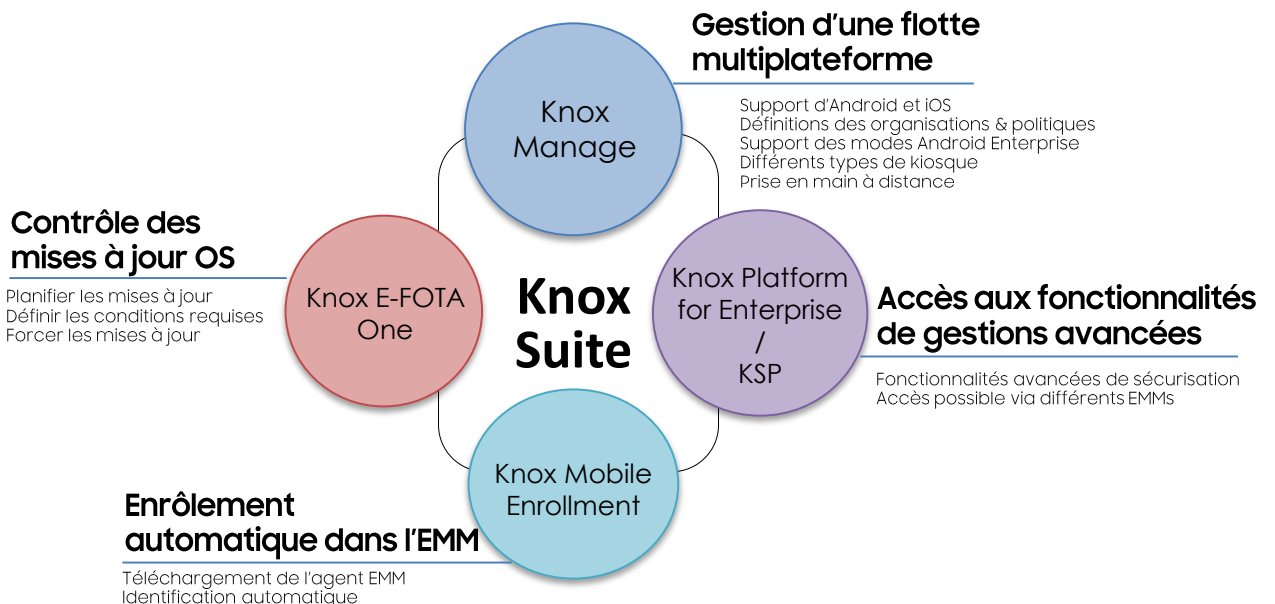 Gestion d'une flotte
multiplateforme
Knox
Manage
Support d'Android et iOS
Définitions des organisations & politiques
Support des modes Android Enterprise
Différents types de kiosque
Prise en main à distance
Contrôle des
mises à jour OS
Planifier les mises à jour
Définir les conditions requises
Forcer les mises à jour
Knox E-FOTA
One
Knox
Suite
Knox Platform
for Enterprise
/
KSP
Accès aux fonctionnalités
de gestions avancées
Fonctionnalités avancées de sécurisation
Accès possible via différents EMMs
Knox Mobile
Enrollment
Enrôlement
automatique dans l'EMM
Téléchargement de l'agent EMM
Identification automatique